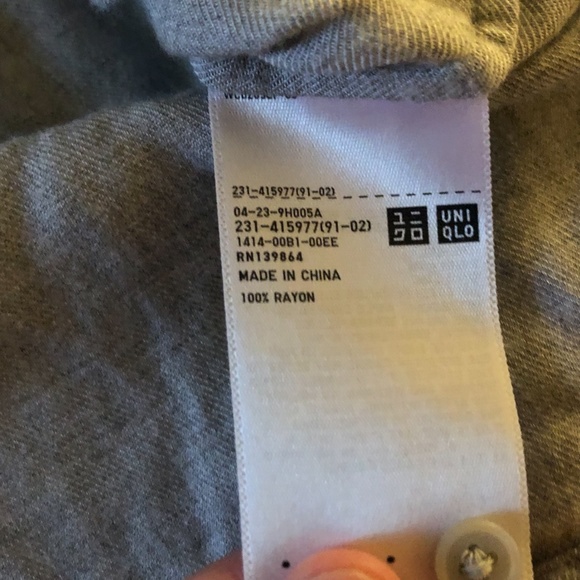 231-415977(91-02)
04-23-9H005A
231-415977(91-02)
1414-00B1-00EE
RN139864
MADE IN CHINA
100% RAYON
ユニ
クロ
UNI
QLO